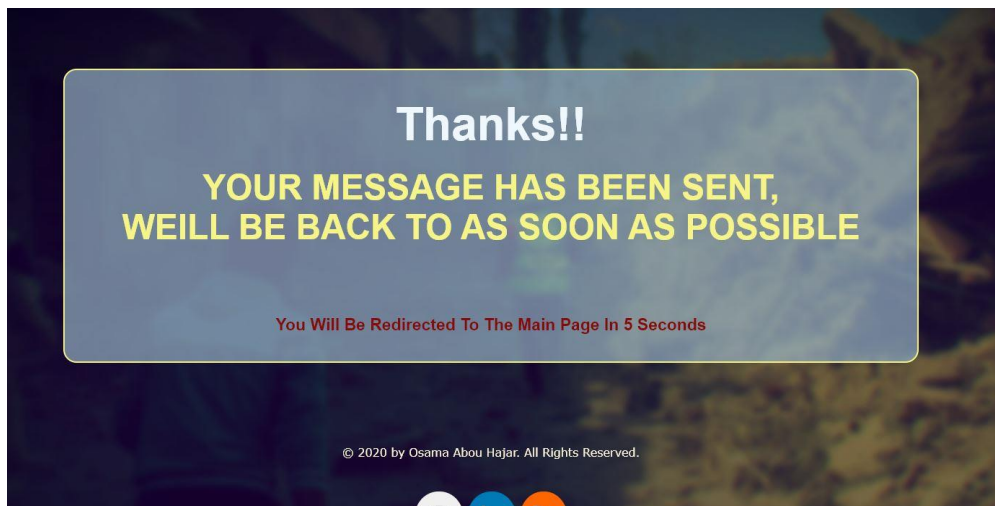 Thanks!!
YOUR MESSAGE HAS BEEN SENT,
WEILL BE BACK TO AS SOON AS POSSIBLE
You Will Be Redirected To The Main Page In 5 Seconds
© 2020 by Osama Abou Hajar. All Rights Reserved.